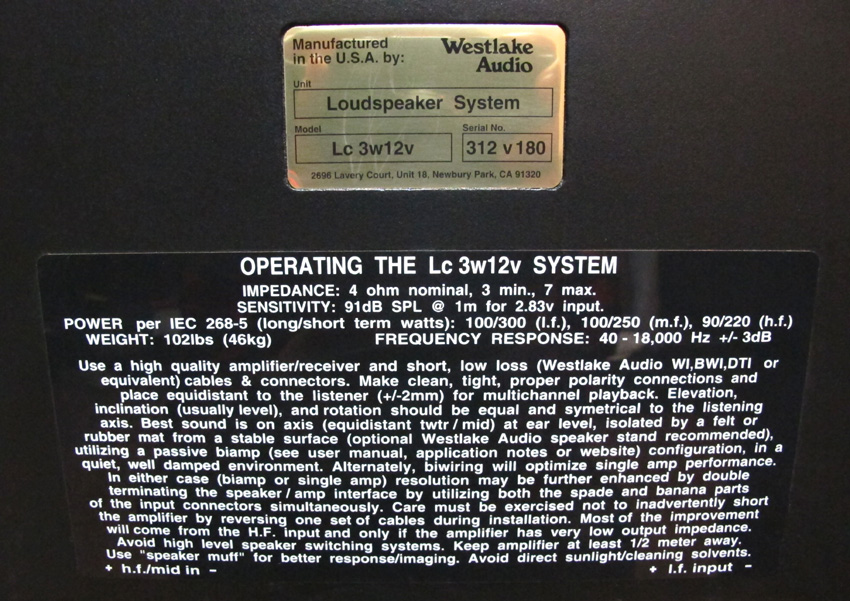 Manufactured
in the U.S.A. by:
Westlake
Audio
Unit
Loudspeaker System
Model
Lc 3w12v
Serial No.
312 v 180
2696 Lavery Court, Unit 18, Newbury Park, CA 91320
OPERATING THE Lc 3w12v SYSTEM
IMPEDANCE: 4 ohm nominal, 3 min., 7 max.
SENSITIVITY: 91dB SPL @ 1m for 2.83v input.
POWER per IEC 268-5 (long/short term watts): 100/300 (l.f.), 100/250 (m.f.), 90/220 (h.f.)
WEIGHT: 102lbs (46kg) FREQUENCY RESPONSE: 40 - 18,000 Hz +/- 3dB
Use a high quality amplifier/receiver and short, low loss (Westlake Audio WI,BWI,DTI or
equivalent) cables & connectors. Make clean, tight, proper polarity connections and
place equidistant to the listener (+/-2mm) for multichannel playback. Elevation,
inclination (usually level), and rotation should be equal and symetrical to the listening
axis. Best sound is on axis (equidistant twtr / mid) at ear level, isolated by a felt or
rubber mat from a stable surface (optional Westlake Audio speaker stand recommended),
utilizing a passive biamp (see user manual, application notes or website) configuration, in a
quiet, well damped environment. Alternately, biwiring will optimize single amp performance.
In either case (biamp or single amp) resolution may be further enhanced by double
terminating the speaker / amp interface by utilizing both the spade and banana parts
of the input connectors simultaneously. Care must be exercised not to inadvertently short
the amplifier by reversing one set of cables during installation. Most of the improvement
will come from the H.F. input and only if the amplifier has very low output impedance.
Avoid high level speaker switching systems. Keep amplifier at least 1/2 meter away.
Use "speaker muff" for better response/imaging. Avoid direct sunlight/cleaning solvents.
+ h.f./mid in - + l.f. input -